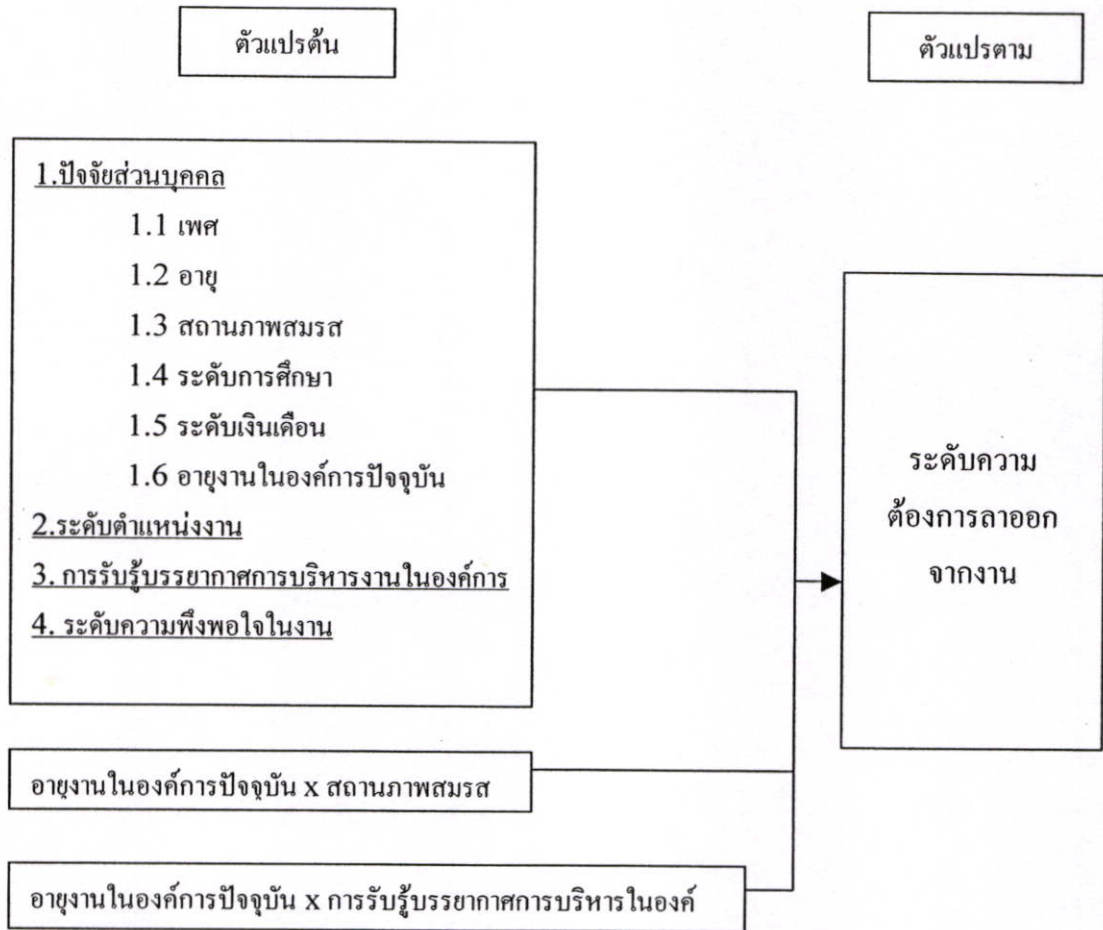 ตัวแปรต้น
ตัวแปรตาม
1.ปัจจัยส่วนบุคคล
1.1 เพศ
1.2 อายุ
1.3 สถานภาพสมรส
1.4 ระดับการศึกษา
1.5 ระดับเงินเดือน
1.6 อายุงานในองค์การปัจจุบัน
2.ระดับตำแหน่งงาน
3. การรับรู้บรรยากาศการบริหารงานในองค์การ
4. ระดับความพึงพอใจในงาน
ระดับความ
ต้องการลาออก
จากงาน
อายุงานในองค์การปัจจุบัน x สถานภาพสมรส
อายุงานในองค์การปัจจุบัน x การรับรู้บรรยากาศการบริหารในองค์